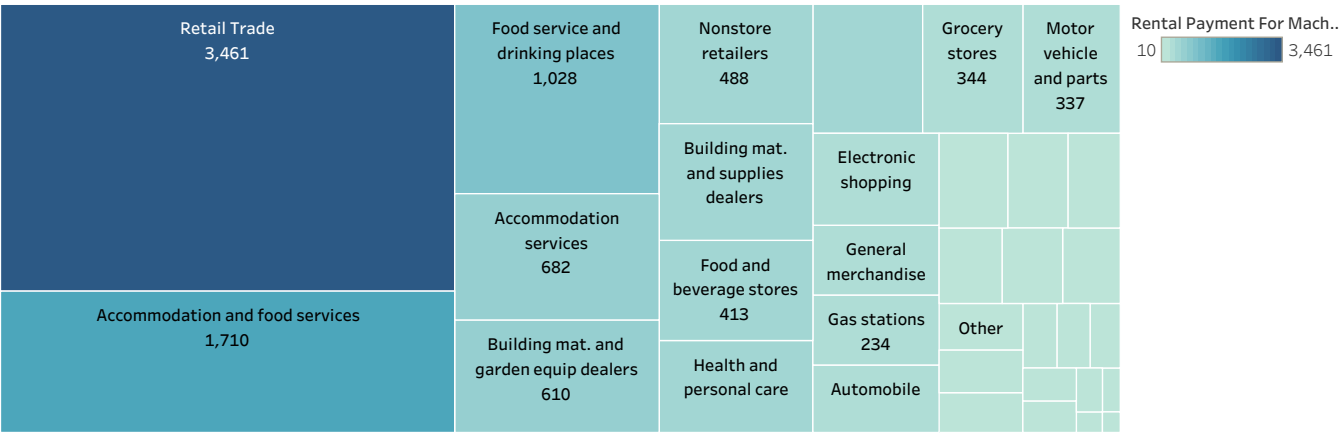 Retail Trade
3,461
Accommodation and food services
1,710
Food service and
drinking places
1,028
Accommodation
services
682
Building mat. and
garden equip dealers
610
Nonstore
retailers
488
Building mat.
and supplies
dealers
Food and
beverage stores
413
Health and
personal care
Grocery
stores
344
Motor
vehicle
and parts
337
Electronic
shopping
General
merchandise
Gas stations
234
Automobile
Other
Rental Payment For Mach..
10 3,461